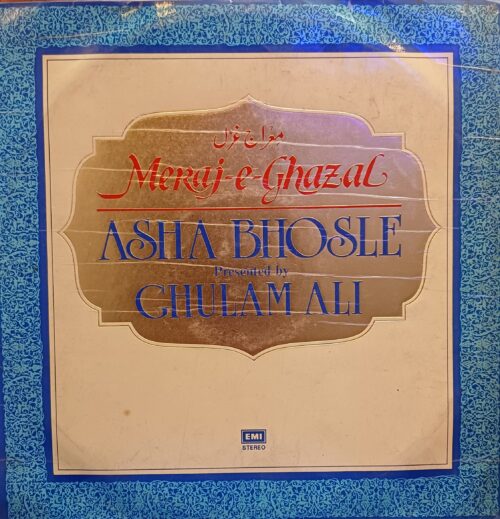 معراج غزل
Meraj-e-Ghazal
ASHA BHOSLE
Presented by
GHULAM ALI
EMI
STEREO